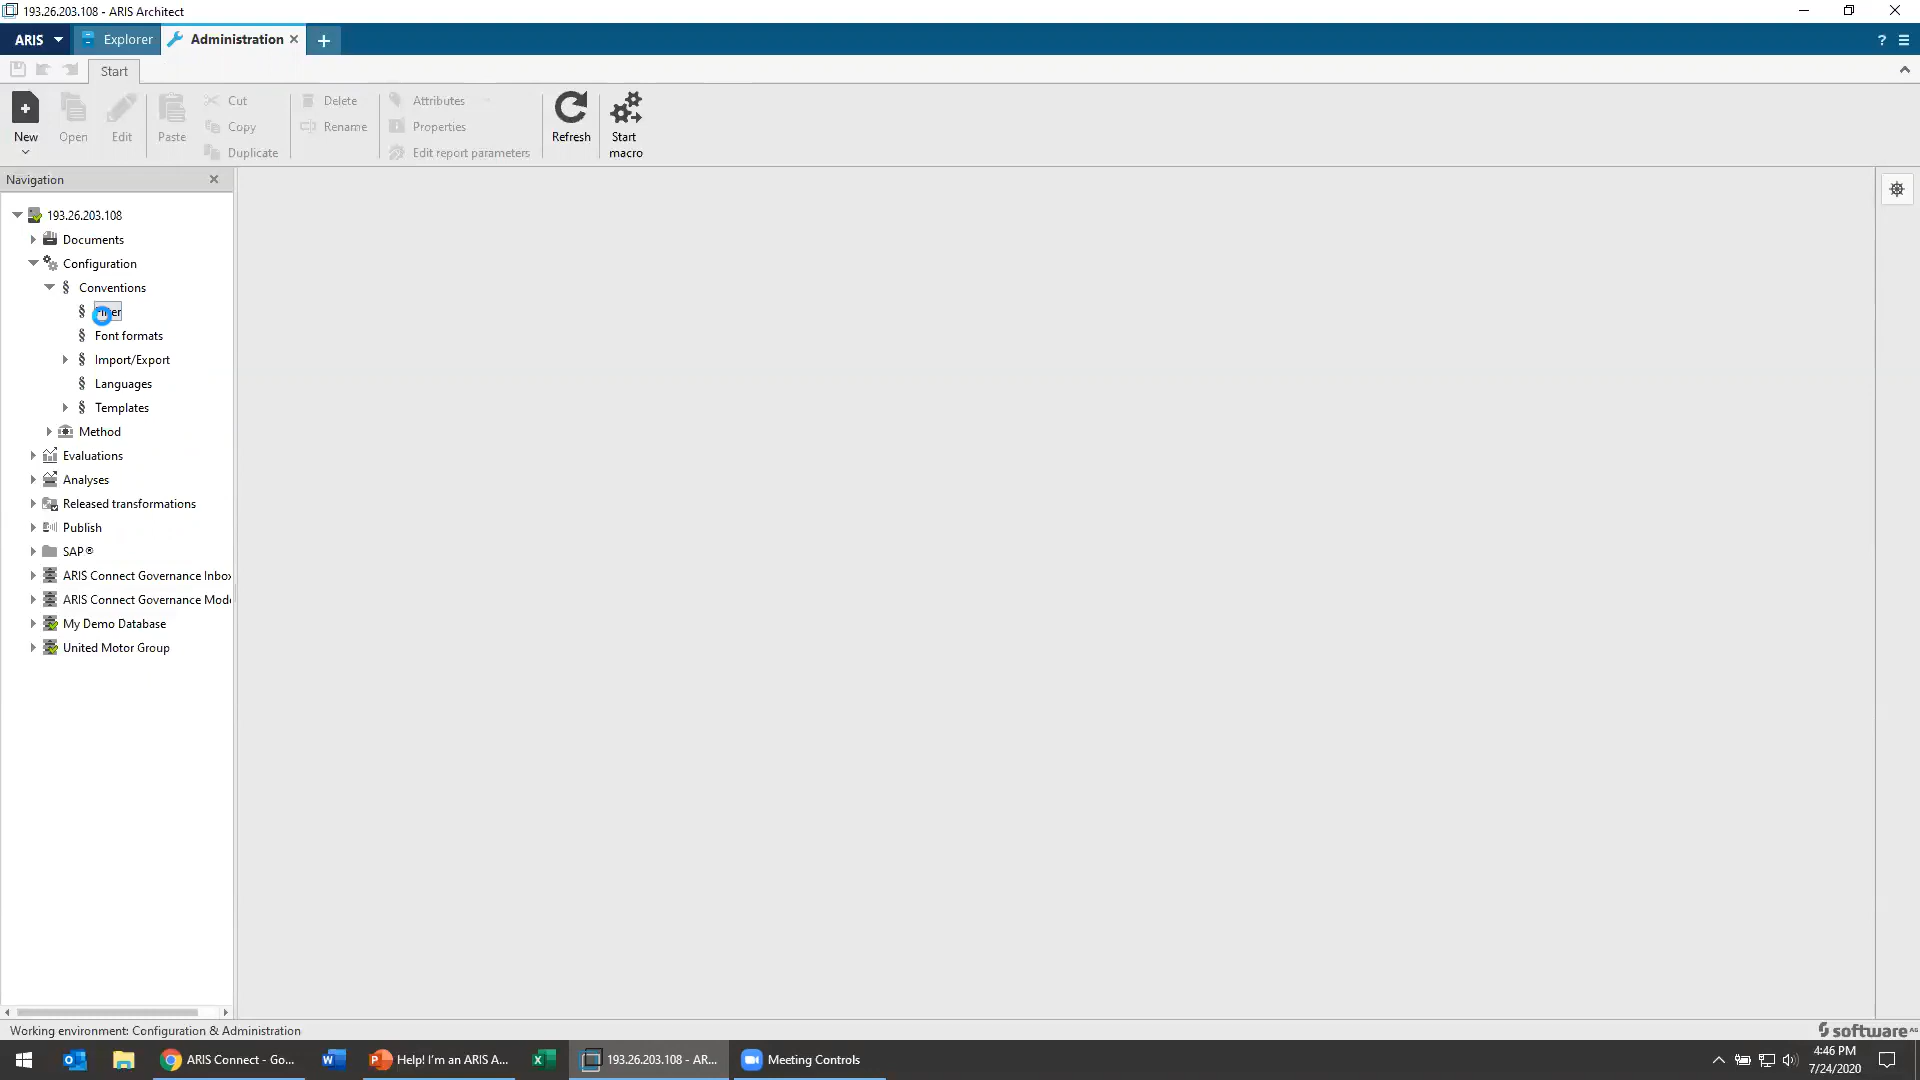 193.26.203.108 - ARIS Architect
ARIS
Explorer
Administration
Start
New
Open
Edit
Paste
Cut
Copy
Duplicate
Delete
Rename
Attributes
Properties
Edit report parameters
Refresh
Start
macro
Navigation
193.26.203.108
Documents
Configuration
§ Conventions
§
§ Font formats
§ Import/Export
§ Languages
§ Templates
Method
Evaluations
Analyses
Released transformations
Publish
SAP®
ARIS Connect Governance Inbox
ARIS Connect Governance Mode
My Demo Database
United Motor Group
Working environment: Configuration & Administration
software AG
ARIS Connect - Go...
Help! I'm an ARIS A...
193.26.203.108 - AR...
Meeting Controls
4:46 PM
7/24/2020